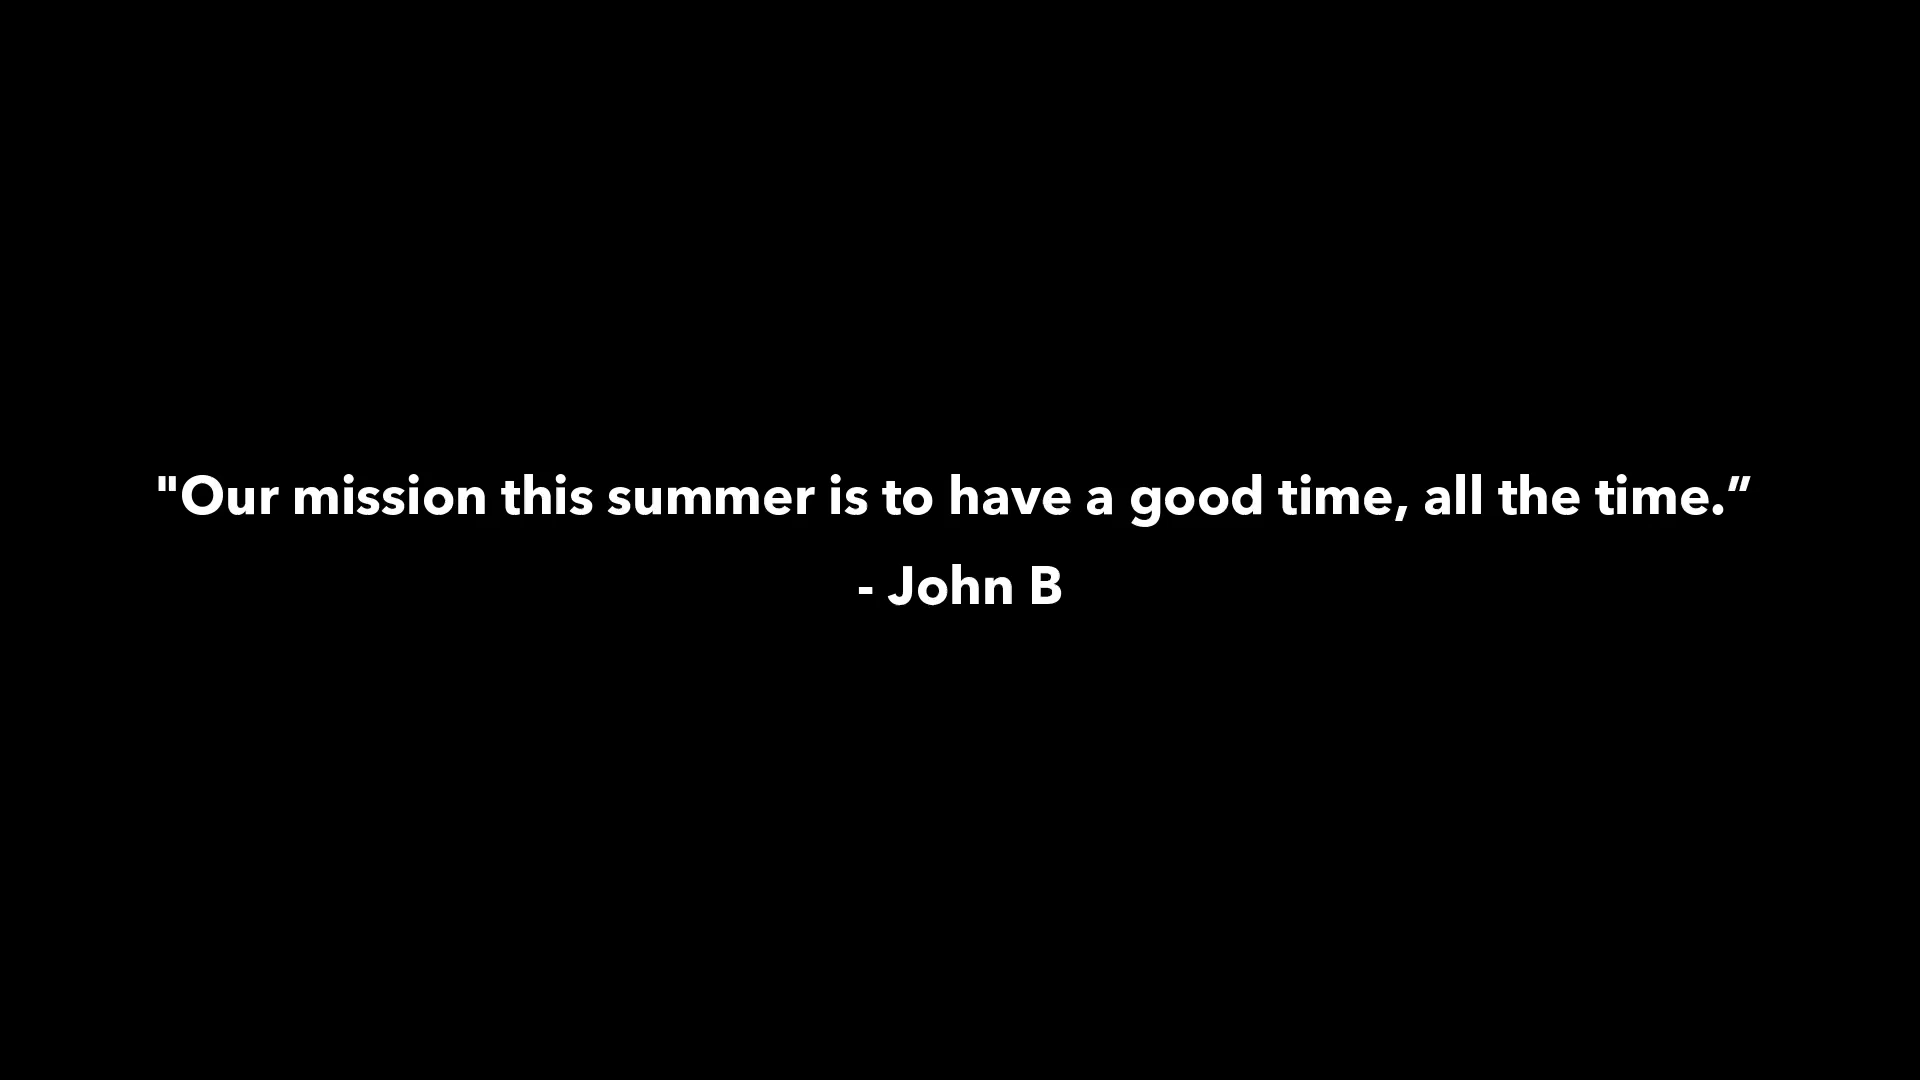 "Our mission this summer is to have a good time, all the time.”
- John B